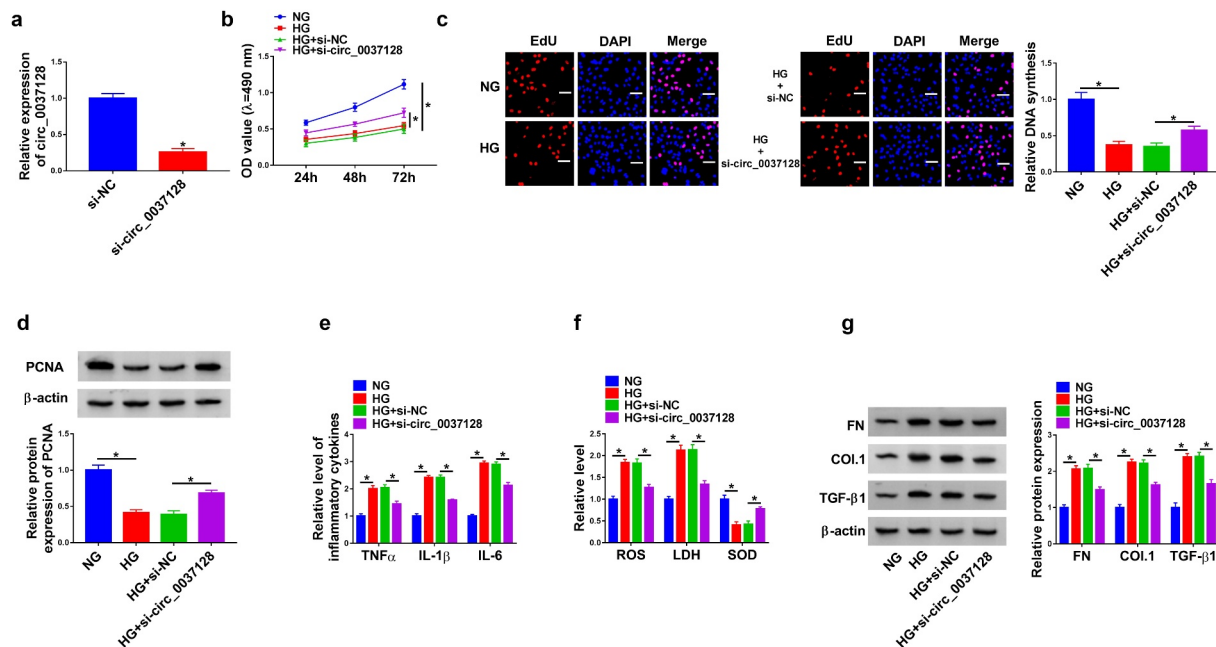 a
Relative expression
of circ_0037128
1.5
1.0
0.5
0.0
*
si-NC
si-circ_0037128
b
NG
HG
HG+si-NC
HG+si-circ_0037128
OD value (λ=490 nm)
1.5
1.0
0.5
0.0
* *
24h 48h 72h
c
EdU DAPI Merge
NG
HG
EdU DAPI Merge
HG
+
si-NC
HG
+
si-circ_0037128
Relative DNA synthesis
1.5
1.0
0.5
0.0
* *
NG
HG
HG+si-NC
HG+si-circ_0037128
d
PCNA
β-actin
Relative protein
expression of PCNA
1.5
1.0
0.5
0.0
* *
NG
HG
HG+si-NC
HG+si-circ_0037128
e
NG
HG
HG+si-NC
HG+si-circ_0037128
Relative level of
inflammatory cytokines
4
3
2
1
0
* * * * * *
TNFα IL-1β IL-6
f
NG
HG
HG+si-NC
HG+si-circ_0037128
Relative level
2.5
2.0
1.5
1.0
0.5
0.0
* * * * * *
ROS LDH SOD
g
FN
COl.1
TGF-β1
β-actin
NG
HG
HG+si-NC
HG+si-circ_0037128
NG
HG
HG+si-NC
HG+si-circ_0037128
Relative protein expression
3
2
1
0
* * * * * *
FN COl.1 TGF-β1